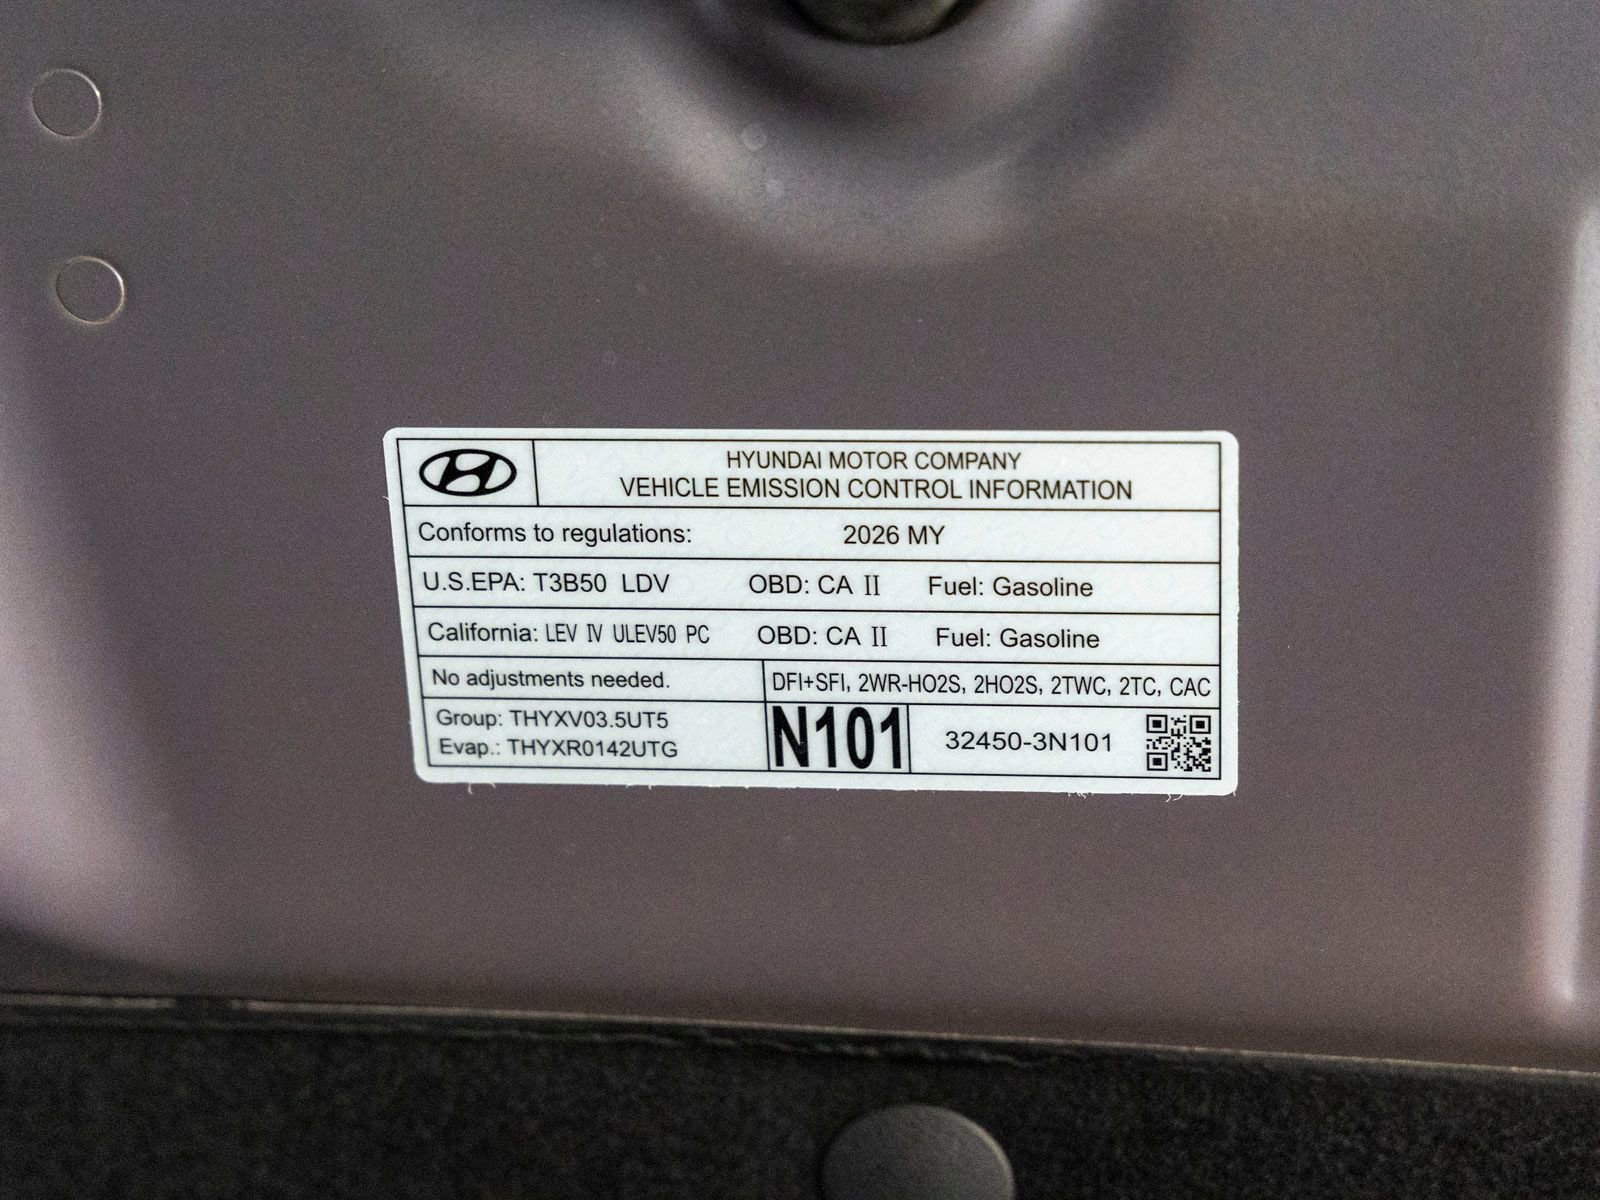 HYUNDAI MOTOR COMPANY
VEHICLE EMISSION CONTROL INFORMATION
Conforms to regulations: 2026 MY
U.S.EPA: T3B50 LDV OBD: CA II Fuel: Gasoline
California: LEV IV ULEV50 PC OBD: CA II Fuel: Gasoline
No adjustments needed. DFI+SFI, 2WR-HO2S, 2HO2S, 2TWC, 2TC, CAC
Group: THYXV03.5UT5
Evap.: THYXR0142UTG
N101 32450-3N101